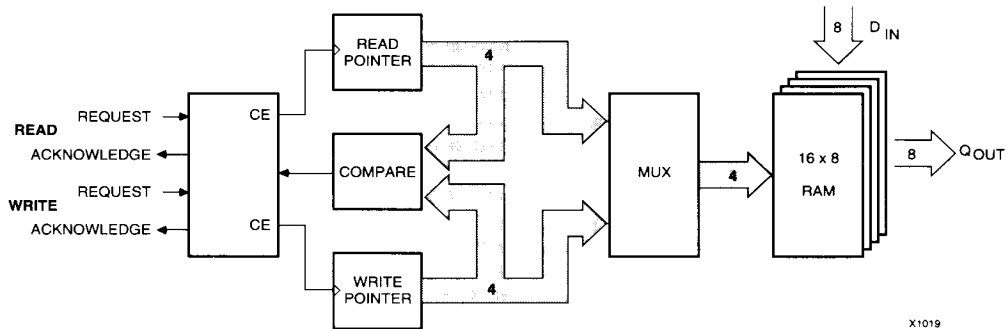 READ
POINTER
4
8
D IN
READ
REQUEST
ACKNOWLEDGE
WRITE
REQUEST
ACKNOWLEDGE
CE
CE
COMPARE
MUX
4
16 x 8
RAM
8
QOUT
WRITE
POINTER
4
X1019